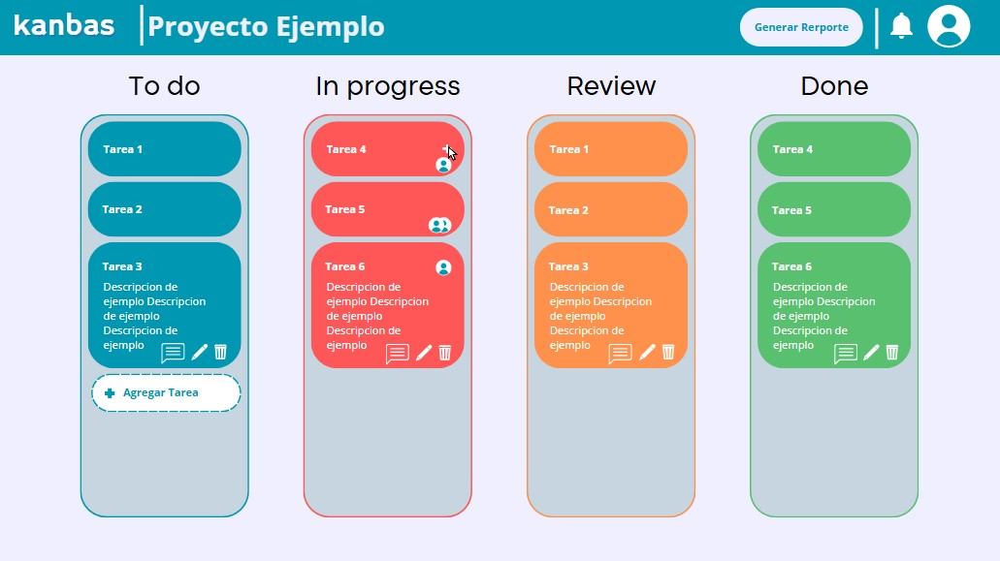 kanbas
Proyecto Ejemplo
Generar Rerporte
To do
Tarea 1
Tarea 2
Tarea 3
Descripcion de
ejemplo Descripcion
de ejemplo
Descripcion de
ejemplo
Agregar Tarea
In progress
Tarea 4
Tarea 5
Tarea 6
Descripcion de
ejemplo Descripcion
de ejemplo
Descripcion de
ejemplo
Review
Tarea 1
Tarea 2
Tarea 3
Descripcion de
ejemplo Descripcion
de ejemplo
Descripcion de
ejemplo
Done
Tarea 4
Tarea 5
Tarea 6
Descripcion de
ejemplo Descripcion
de ejemplo
Descripcion de
ejemplo